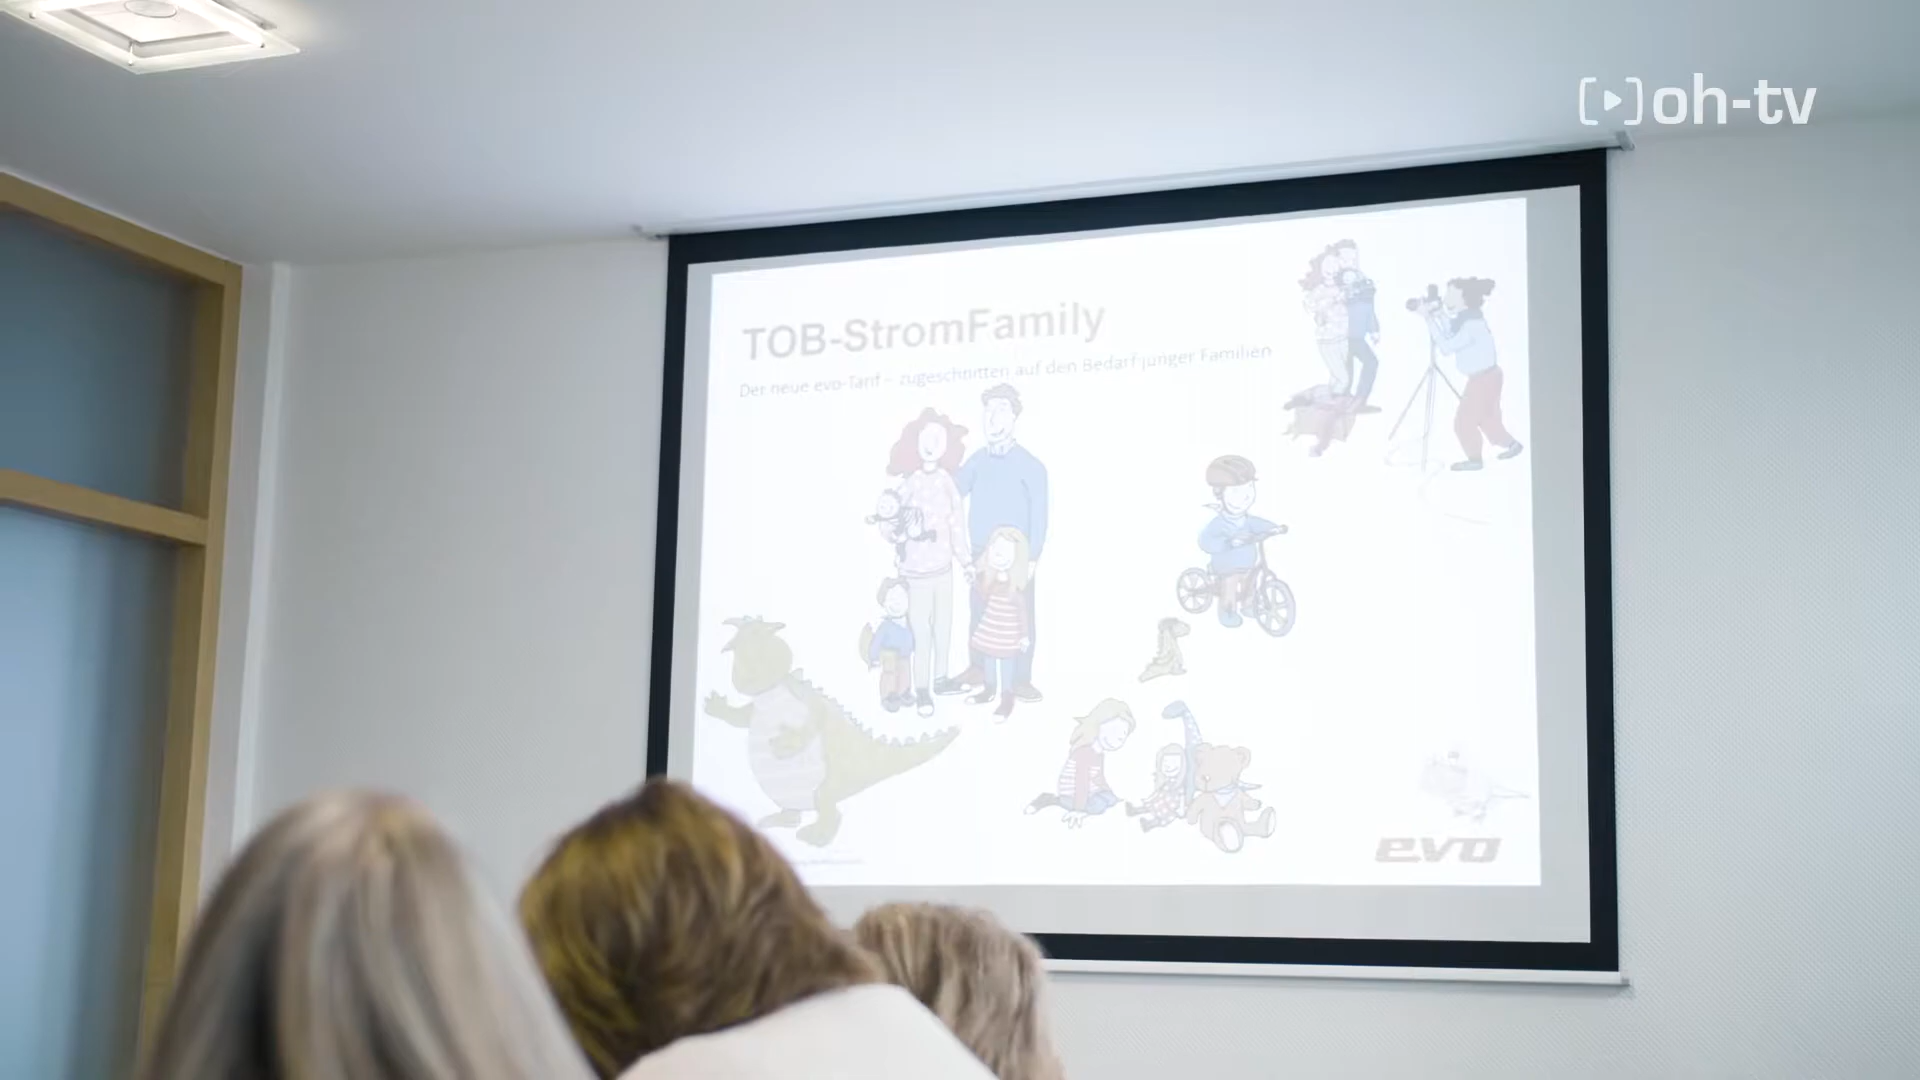 oh-tv
TOB-StromFamily
Der neue evo-Tarif – zugeschnitten auf den Bedarf junger Familien
evo